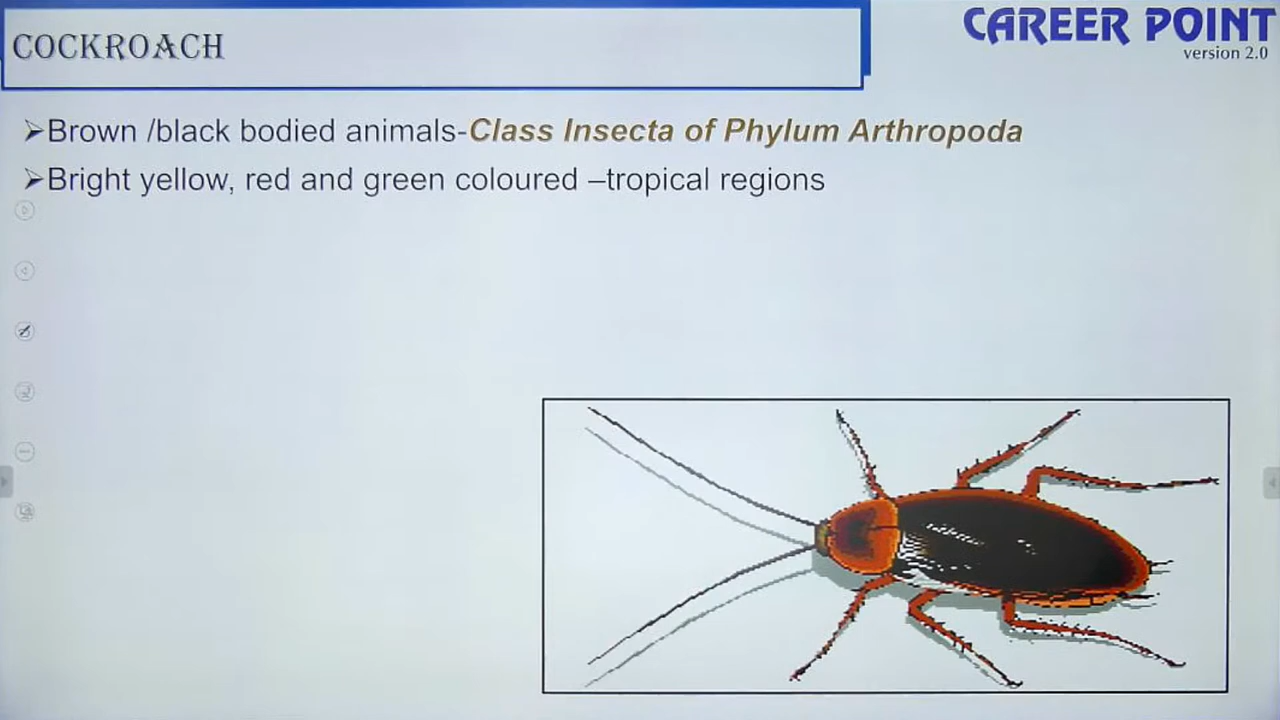 COCKROACH
CAREER POINT
version 2.0
➢Brown /black bodied animals-Class Insecta of Phylum Arthropoda
➢Bright yellow, red and green coloured –tropical regions